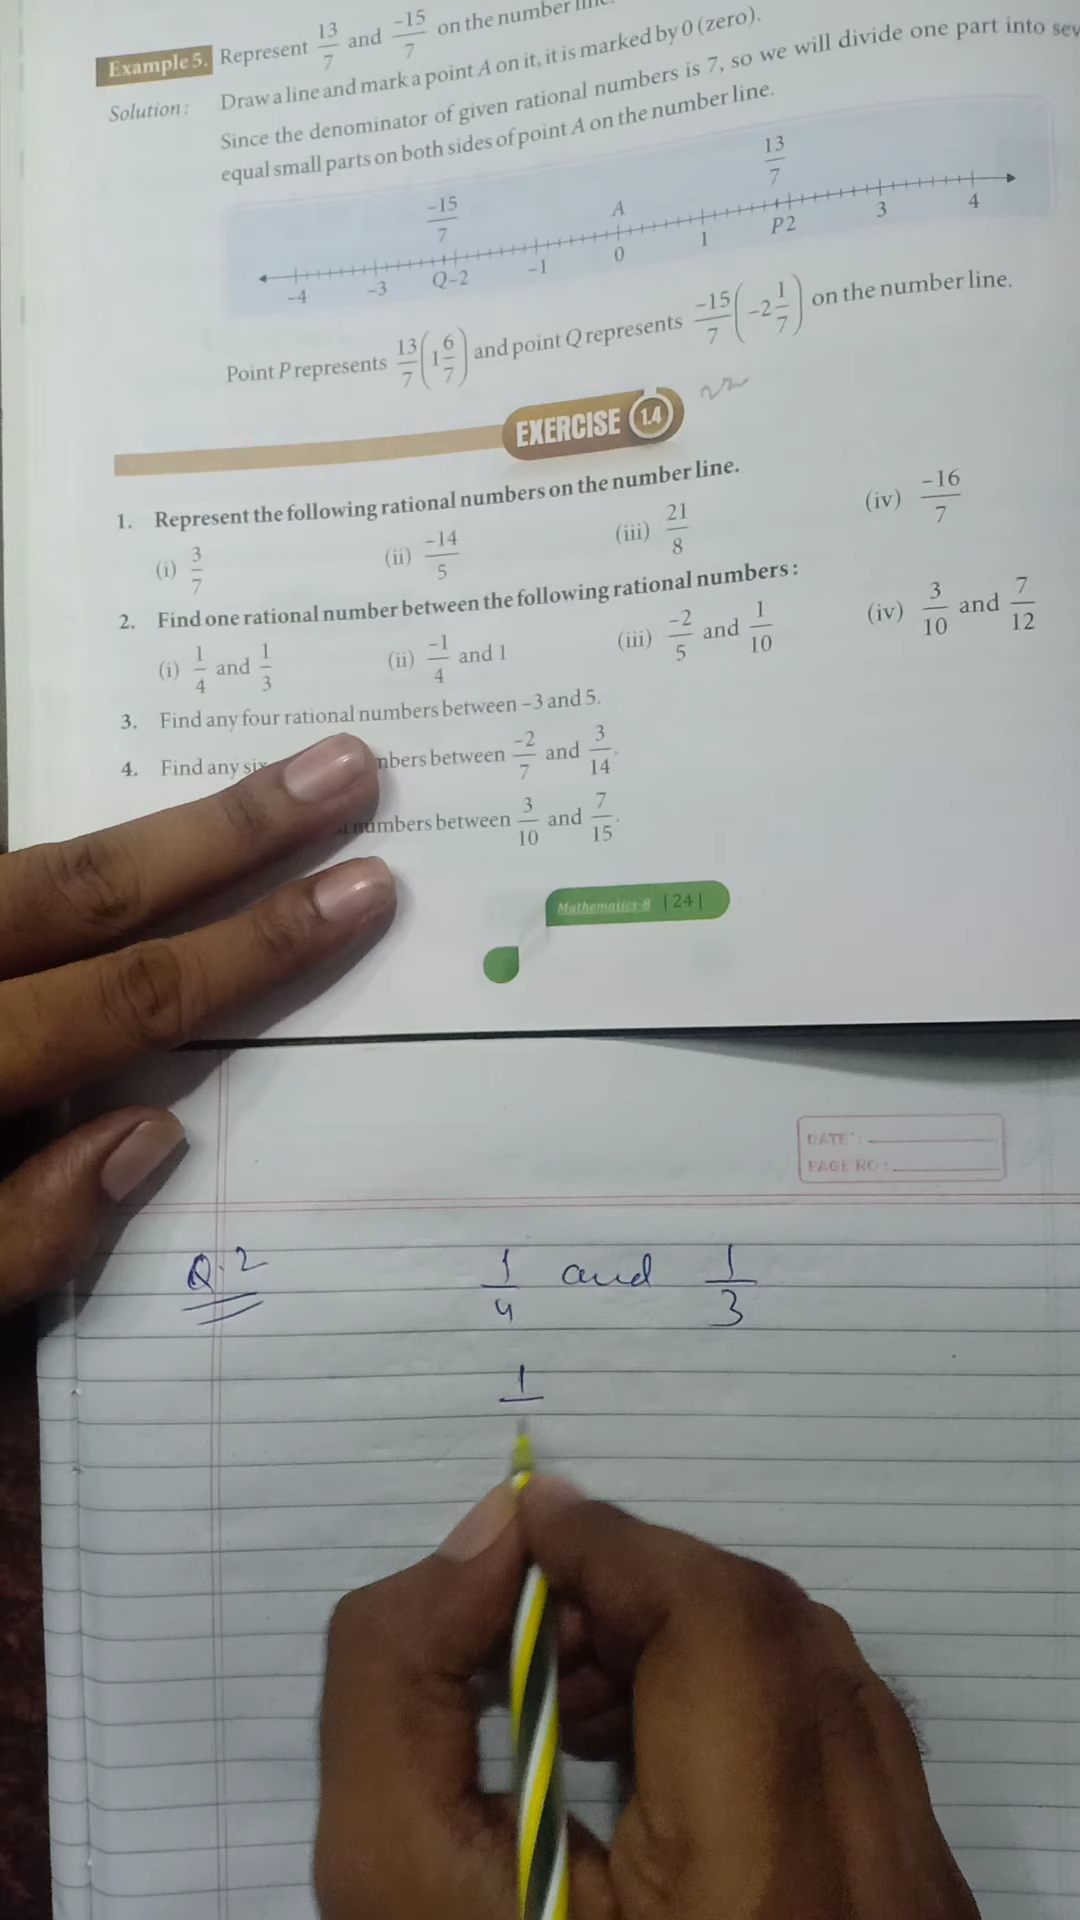 Example 5. Represent 13/7 and -15/7 on the number line.
Solution : Draw a line and mark a point A on it, it is marked by 0 (zero).
Since the denominator of given rational numbers is 7, so we will divide one part into
equal small parts on both sides of point A on the number line.
-15/7 A 13/7
-4 -3 Q-2 -1 0 1 P2 3 4
Point P represents 13/7 (1 6/7) and point Q represents -15/7 (-2 1/7) on the number line.
EXERCISE 1.4
1. Represent the following rational numbers on the number line.
(i) 3/7 (ii) -14/5 (iii) 21/8 (iv) -16/7
2. Find one rational number between the following rational numbers :
(i) 1/4 and 1/3 (ii) -1/4 and 1 (iii) -2/5 and 1/10 (iv) 3/10 and 7/12
3. Find any four rational numbers between -3 and 5.
4. Find any six mbers between -2/7 and 3/14.
numbers between 3/10 and 7/15.
Mathematics-8 | 24 |
DATE :
PAGE NO :
Q.2 1/4 and 1/3
1